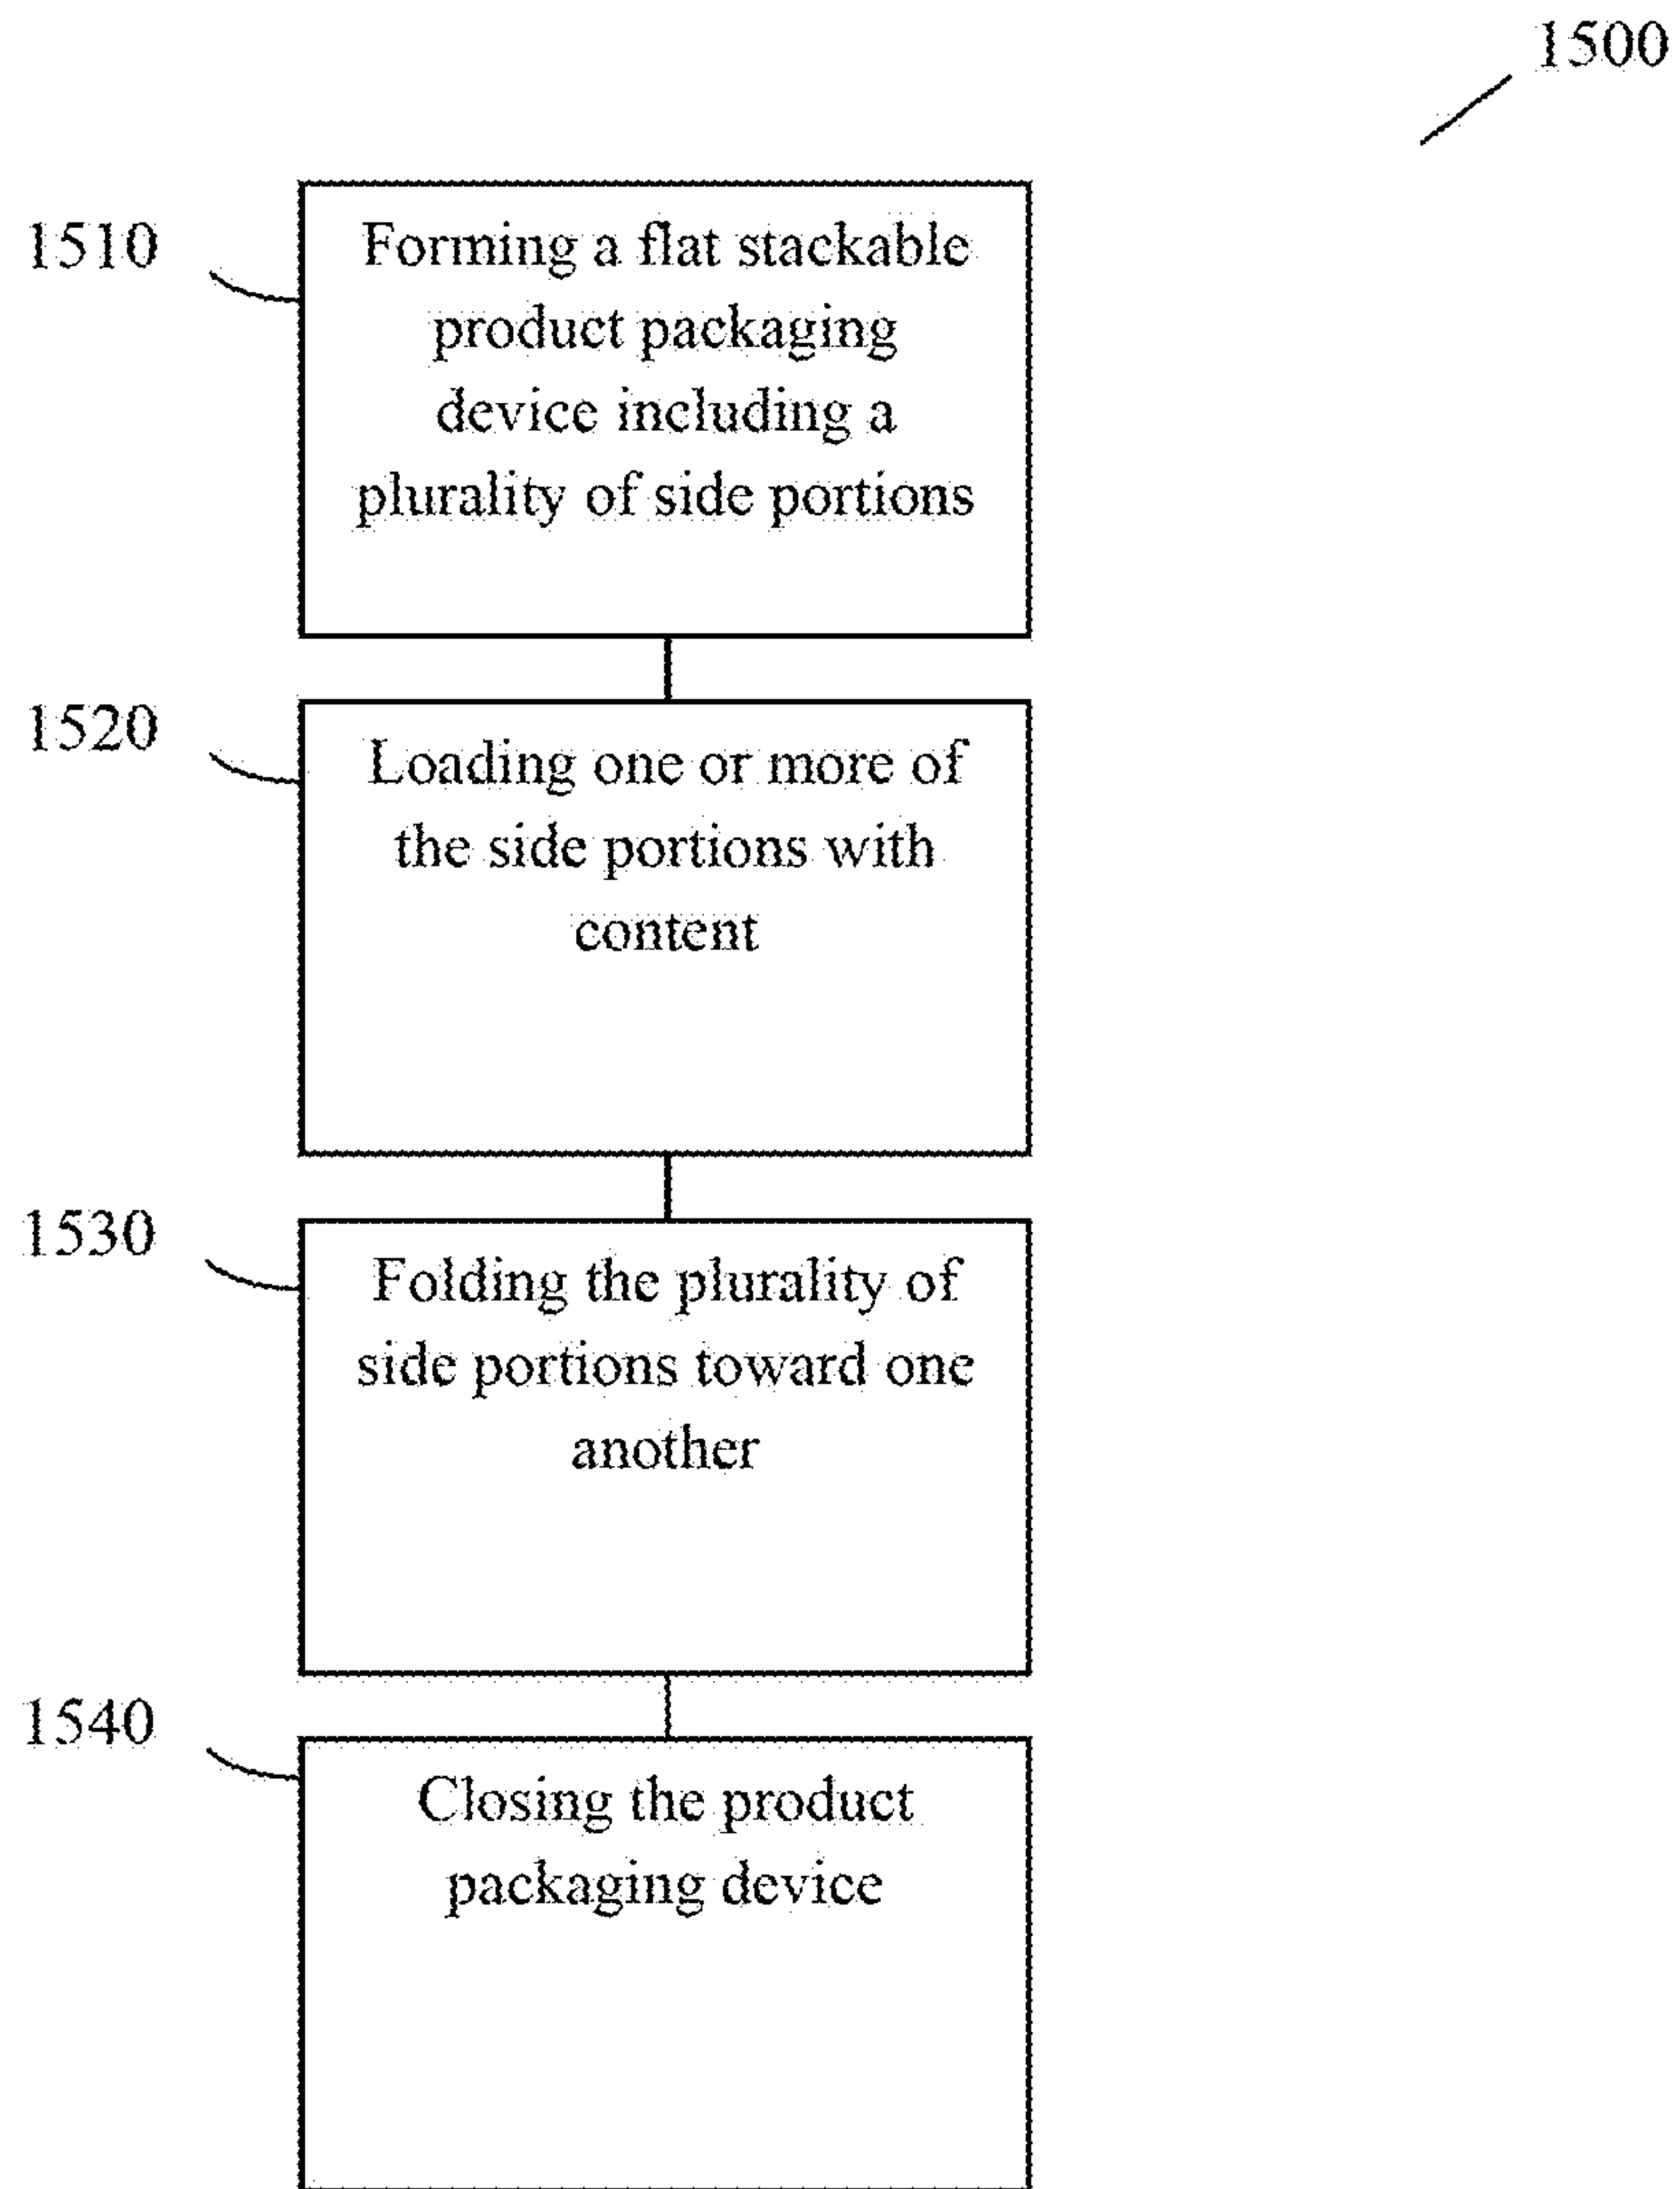 1500
1510
Forming a flat stackable
product packaging
device including a
plurality of side portions
1520
Loading one or more of
the side portions with
content
1530
Folding the plurality of
side portions toward one
another
1540
Closing the product
packaging device